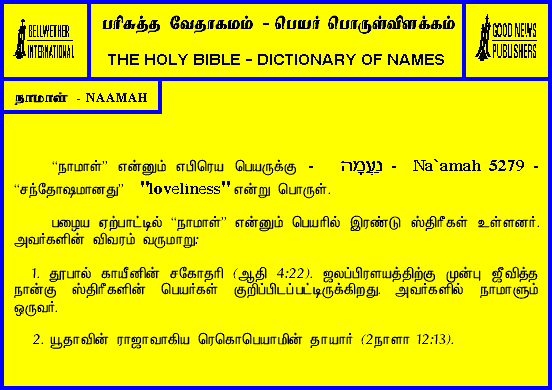 BELLWETHER
INTERNATIONAL
பரிசுத்த வேதாகமம் - பெயர் பொருள்விளக்கம்
THE HOLY BIBLE - DICTIONARY OF NAMES
GOOD NEWS
PUBLISHERS
நாமாள் - NAAMAH
“நாமாள்” என்னும் எபிரெய பெயருக்கு - נַעֲמָה - Na`amah 5279 -
“சந்தோஷமானது” "loveliness" என்று பொருள்.
பழைய ஏற்பாட்டில் “நாமாள்” என்னும் பெயரில் இரண்டு ஸ்திரீகள் உள்ளனர்.
அவர்களின் விவரம் வருமாறு:
1. தூபால் காயீனின் சகோதரி (ஆதி 4:22). ஜலப்பிரளயத்திற்கு முன்பு ஜீவித்த
நான்கு ஸ்திரீகளின் பெயர்கள் குறிப்பிடப்பட்டிருக்கிறது. அவர்களில் நாமாளும்
ஒருவர்.
2. யூதாவின் ராஜாவாகிய ரெகொபெயாமின் தாயார் (2நாளா 12:13).